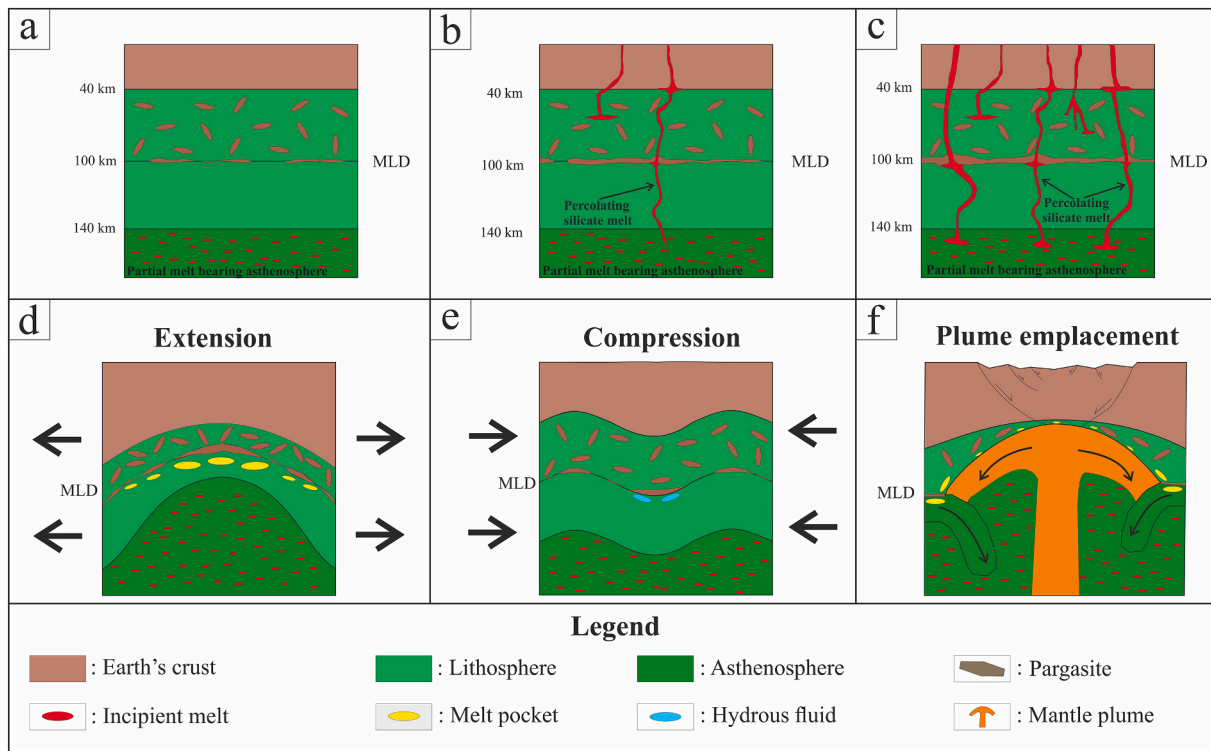 a
40 km
100 km
MLD
140 km
Partial melt bearing asthenosphere
b
40 km
100 km
MLD
Percolating
silicate melt
140 km
Partial melt bearing asthenosphere
c
40 km
100 km
MLD
Percolating
silicate melt
140 km
Partial melt bearing asthenosphere
d
Extension
MLD
e
Compression
MLD
f
Plume emplacement
MLD
Legend
: Earth's crust
: Lithosphere
: Asthenosphere
: Pargasite
: Incipient melt
: Melt pocket
: Hydrous fluid
: Mantle plume